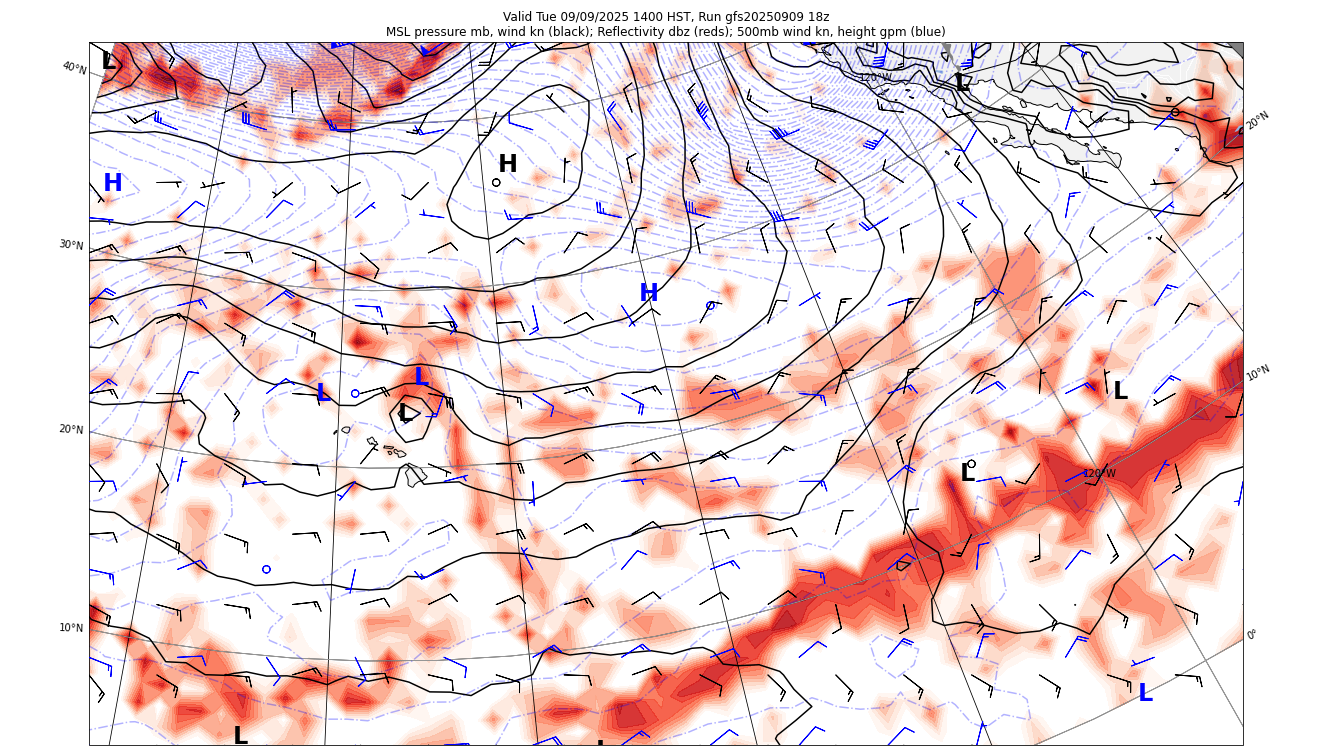 Valid Tue 09/09/2025 1400 HST, Run gfs20250909 18z
MSL pressure mb, wind kn (black); Reflectivity dbz (reds); 500mb wind kn, height gpm (blue)
L
40°N
120°W
L
20°N
H
H
30°N
H
10°N
L
L
L
L
20°N
L
120°W
10°N
0°
L
L
L